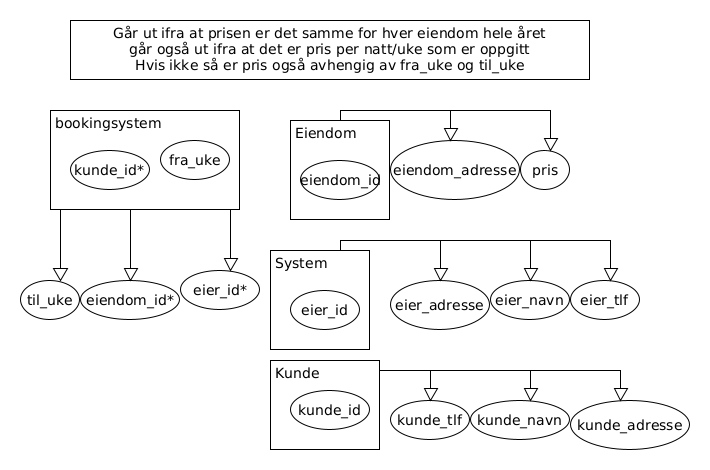 Går ut ifra at prisen er det samme for hver eiendom hele året
går også ut ifra at det er pris per natt/uke som er oppgitt
Hvis ikke så er pris også avhengig av fra_uke og til_uke
bookingsystem
kunde_id*
fra_uke
til_uke
eiendom_id*
eier_id*
Eiendom
eiendom_id
eiendom_adresse
pris
System
eier_id
eier_adresse
eier_navn
eier_tlf
Kunde
kunde_id
kunde_tlf
kunde_navn
kunde_adresse